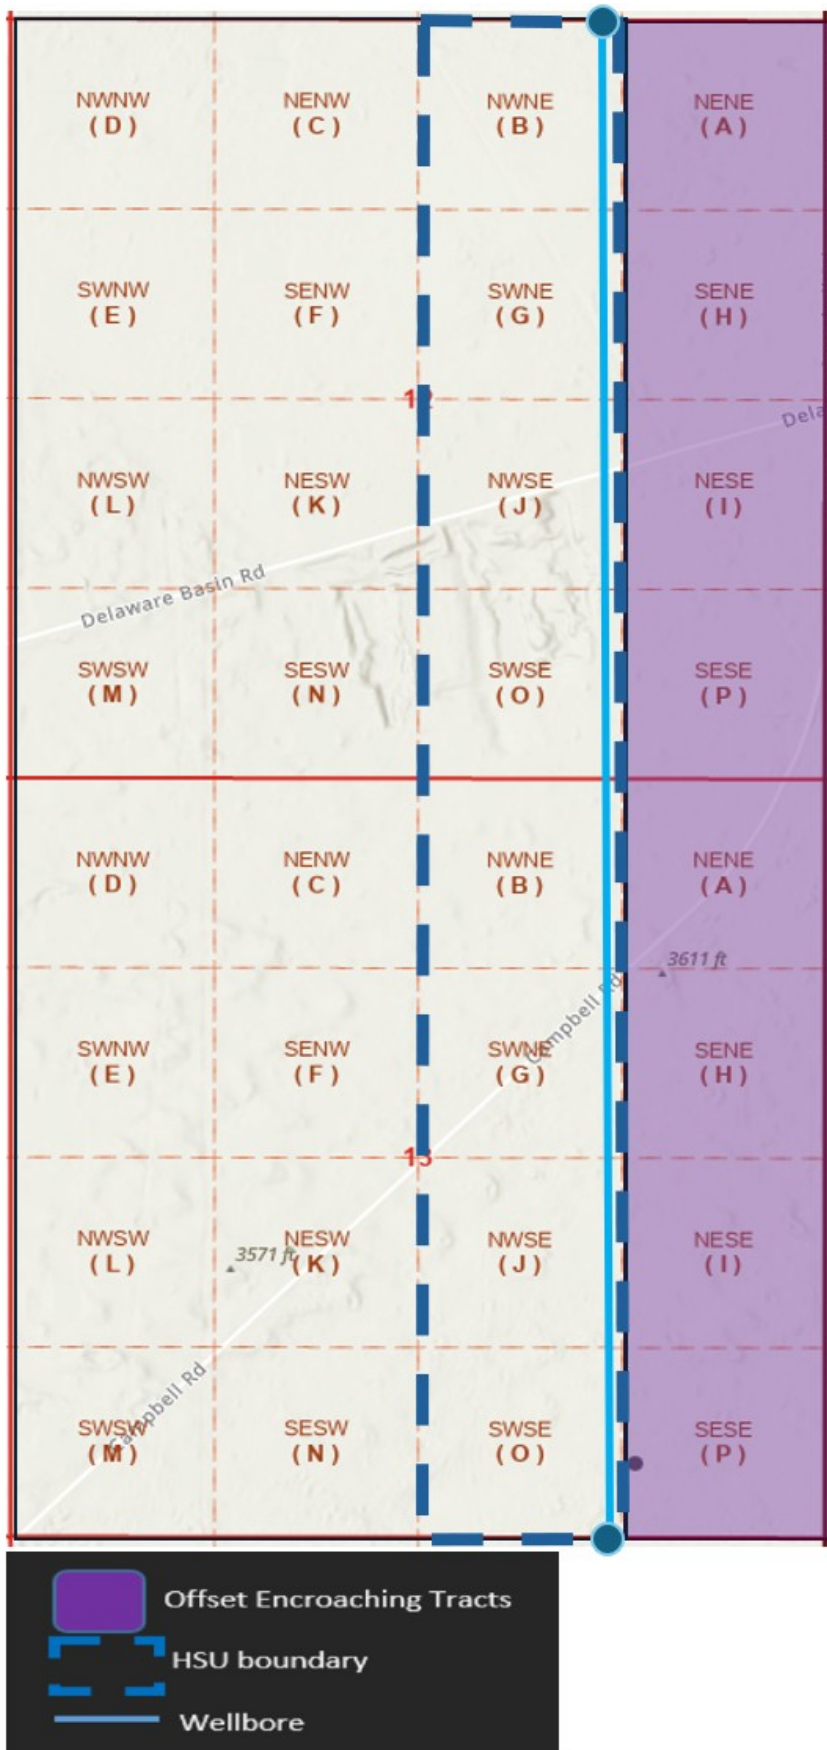 NWNW
(D)
NENW
(C)
NWNE
(B)
NENE
(A)
SWNW
(E)
SENW
(F)
SWNE
(G)
SENE
(H)
12
Dela
NWSW
(L)
NESW
(K)
NWSE
(J)
NESE
(I)
Delaware Basin Rd
SWSW
(M)
SESW
(N)
SWSE
(O)
SESE
(P)
NWNW
(D)
NENW
(C)
NWNE
(B)
NENE
(A)
3611 ft
Campbell Rd
SWNW
(E)
SENW
(F)
SWNE
(G)
SENE
(H)
13
NWSW
(L)
3571 ft
NESW
(K)
NWSE
(J)
NESE
(I)
Campbell Rd
SWSW
(M)
SESW
(N)
SWSE
(O)
SESE
(P)
Offset Encroaching Tracts
HSU boundary
Wellbore